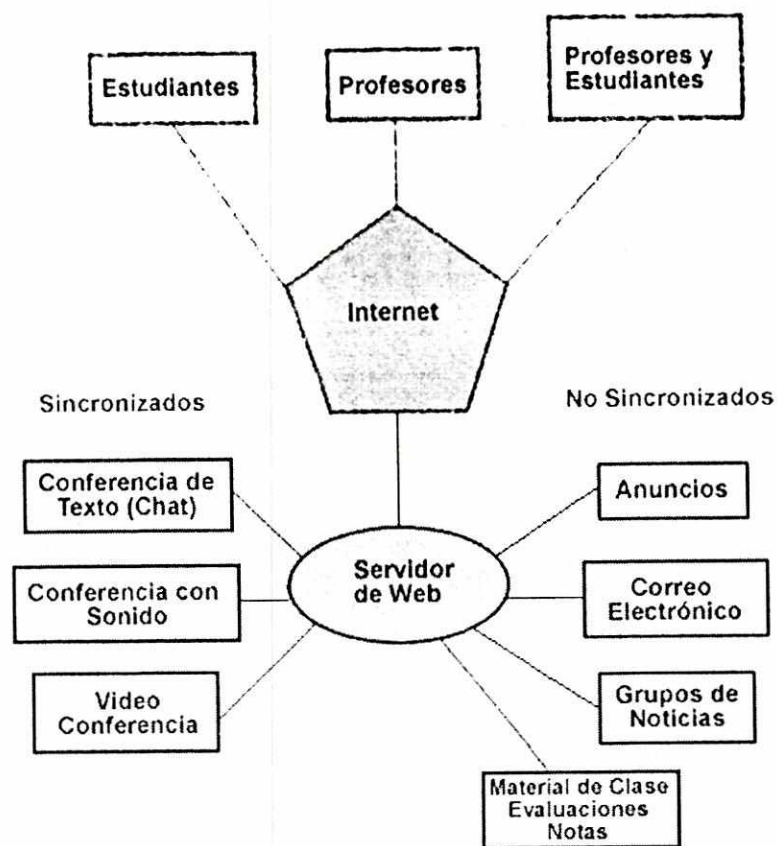 Estudiantes
Profesores
Profesores y
Estudiantes
Internet
Sincronizados
No Sincronizados
Conferencia de
Texto (Chat)
Anuncios
Servidor
de Web
Conferencia con
Sonido
Correo
Electrónico
Video
Conferencia
Grupos de
Noticias
Material de Clase
Evaluaciones
Notas